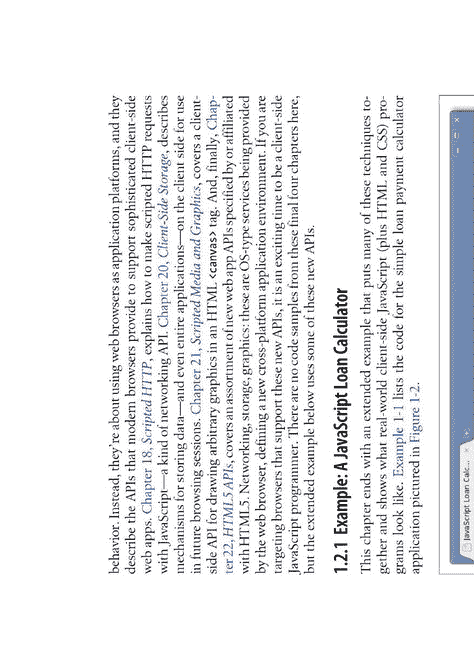 behavior. Instead, they're about using web browsers as application platforms, and they
describe the APIs that modern browsers provide to support sophisticated client-side
web apps. Chapter 18, Scripted HTTP, explains how to make scripted HTTP requests
with JavaScript—a kind of networking API. Chapter 20, Client-Side Storage, describes
mechanisms for storing data—and even entire applications—on the client side for use
in future browsing sessions. Chapter 21, Scripted Media and Graphics, covers a client-
side API for drawing arbitrary graphics in an HTML <canvas> tag. And, finally, Chap-
ter 22, HTML5 APIs, covers an assortment of new web app APIs specified by or affiliated
with HTML5. Networking, storage, graphics: these are OS-type services being provided
by the web browser, defining a new cross-platform application environment. If you are
targeting browsers that support these new APIs, it is an exciting time to be a client-side
JavaScript programmer. There are no code samples from these final four chapters here,
but the extended example below uses some of these new APIs.
1.2.1 Example: A JavaScript Loan Calculator
This chapter ends with an extended example that puts many of these techniques to-
gether and shows what real-world client-side JavaScript (plus HTML and CSS) pro-
grams look like. Example 1-1 lists the code for the simple loan payment calculator
application pictured in Figure 1-2.
JavaScript Loan Calc...